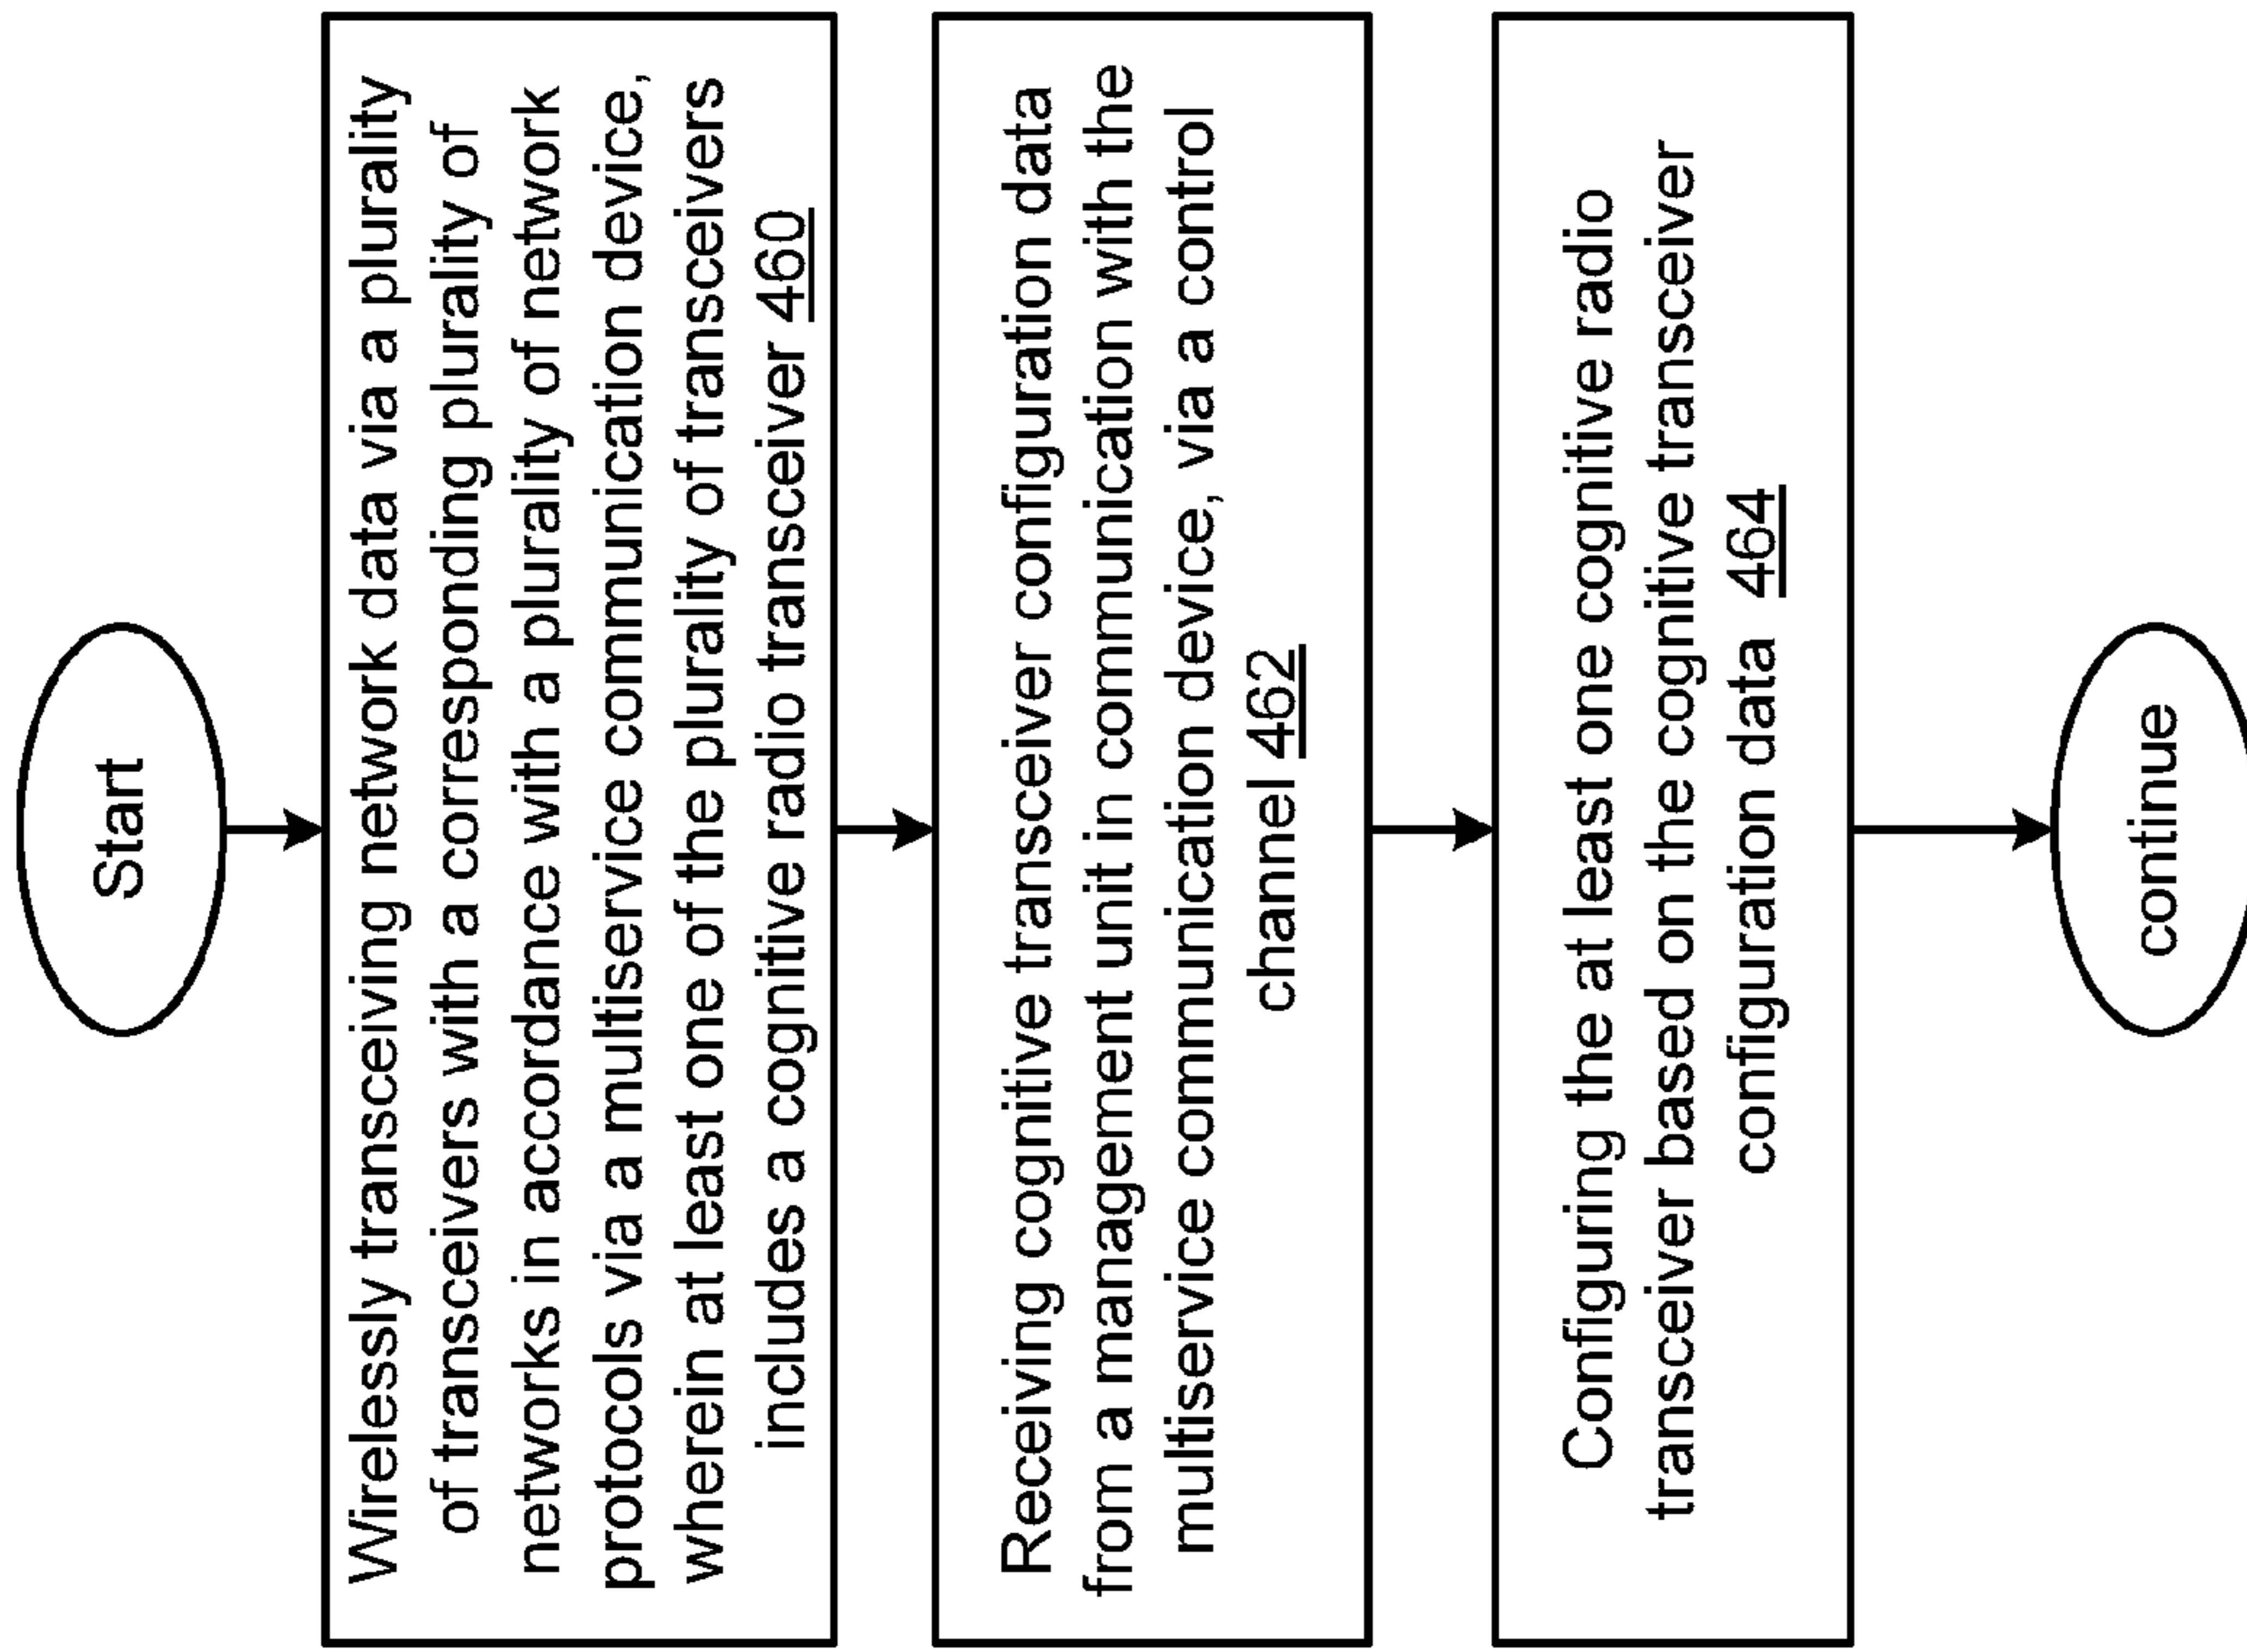 Start
Wirelessly transceiving network data via a plurality
of transceivers with a corresponding plurality of
networks in accordance with a plurality of network
protocols via a multiservice communication device,
wherein at least one of the plurality of transceivers
includes a cognitive radio transceiver 460
Receiving cognitive transceiver configuration data
from a management unit in communication with the
multiservice communication device, via a control
channel 462
Configuring the at least one cognitive radio
transceiver based on the cognitive transceiver
configuration data 464
continue